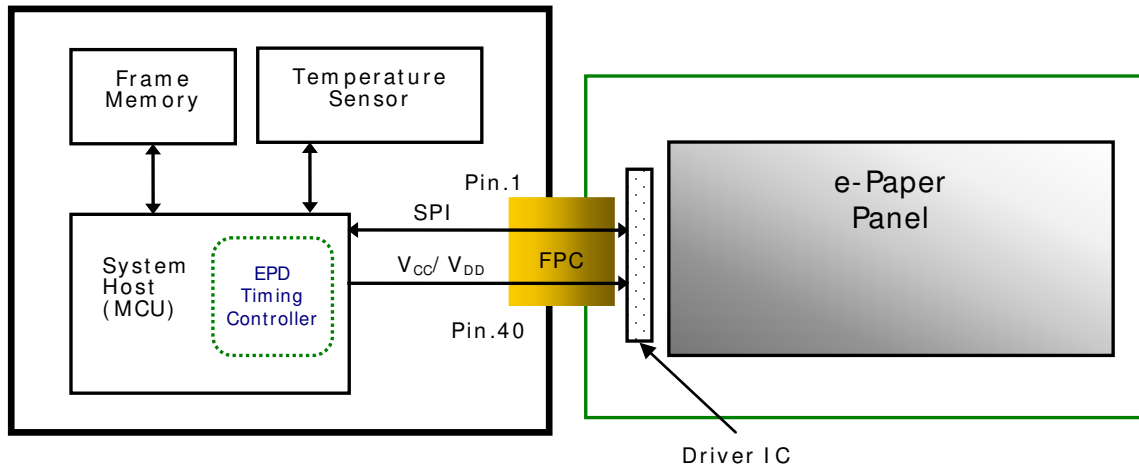 Frame
Memory
Temperature
Sensor
Pin.1
SPI
System
Host
(MCU)
EPD
Timing
Controller
VCC/ VDD
FPC
Pin.40
e-Paper
Panel
Driver IC